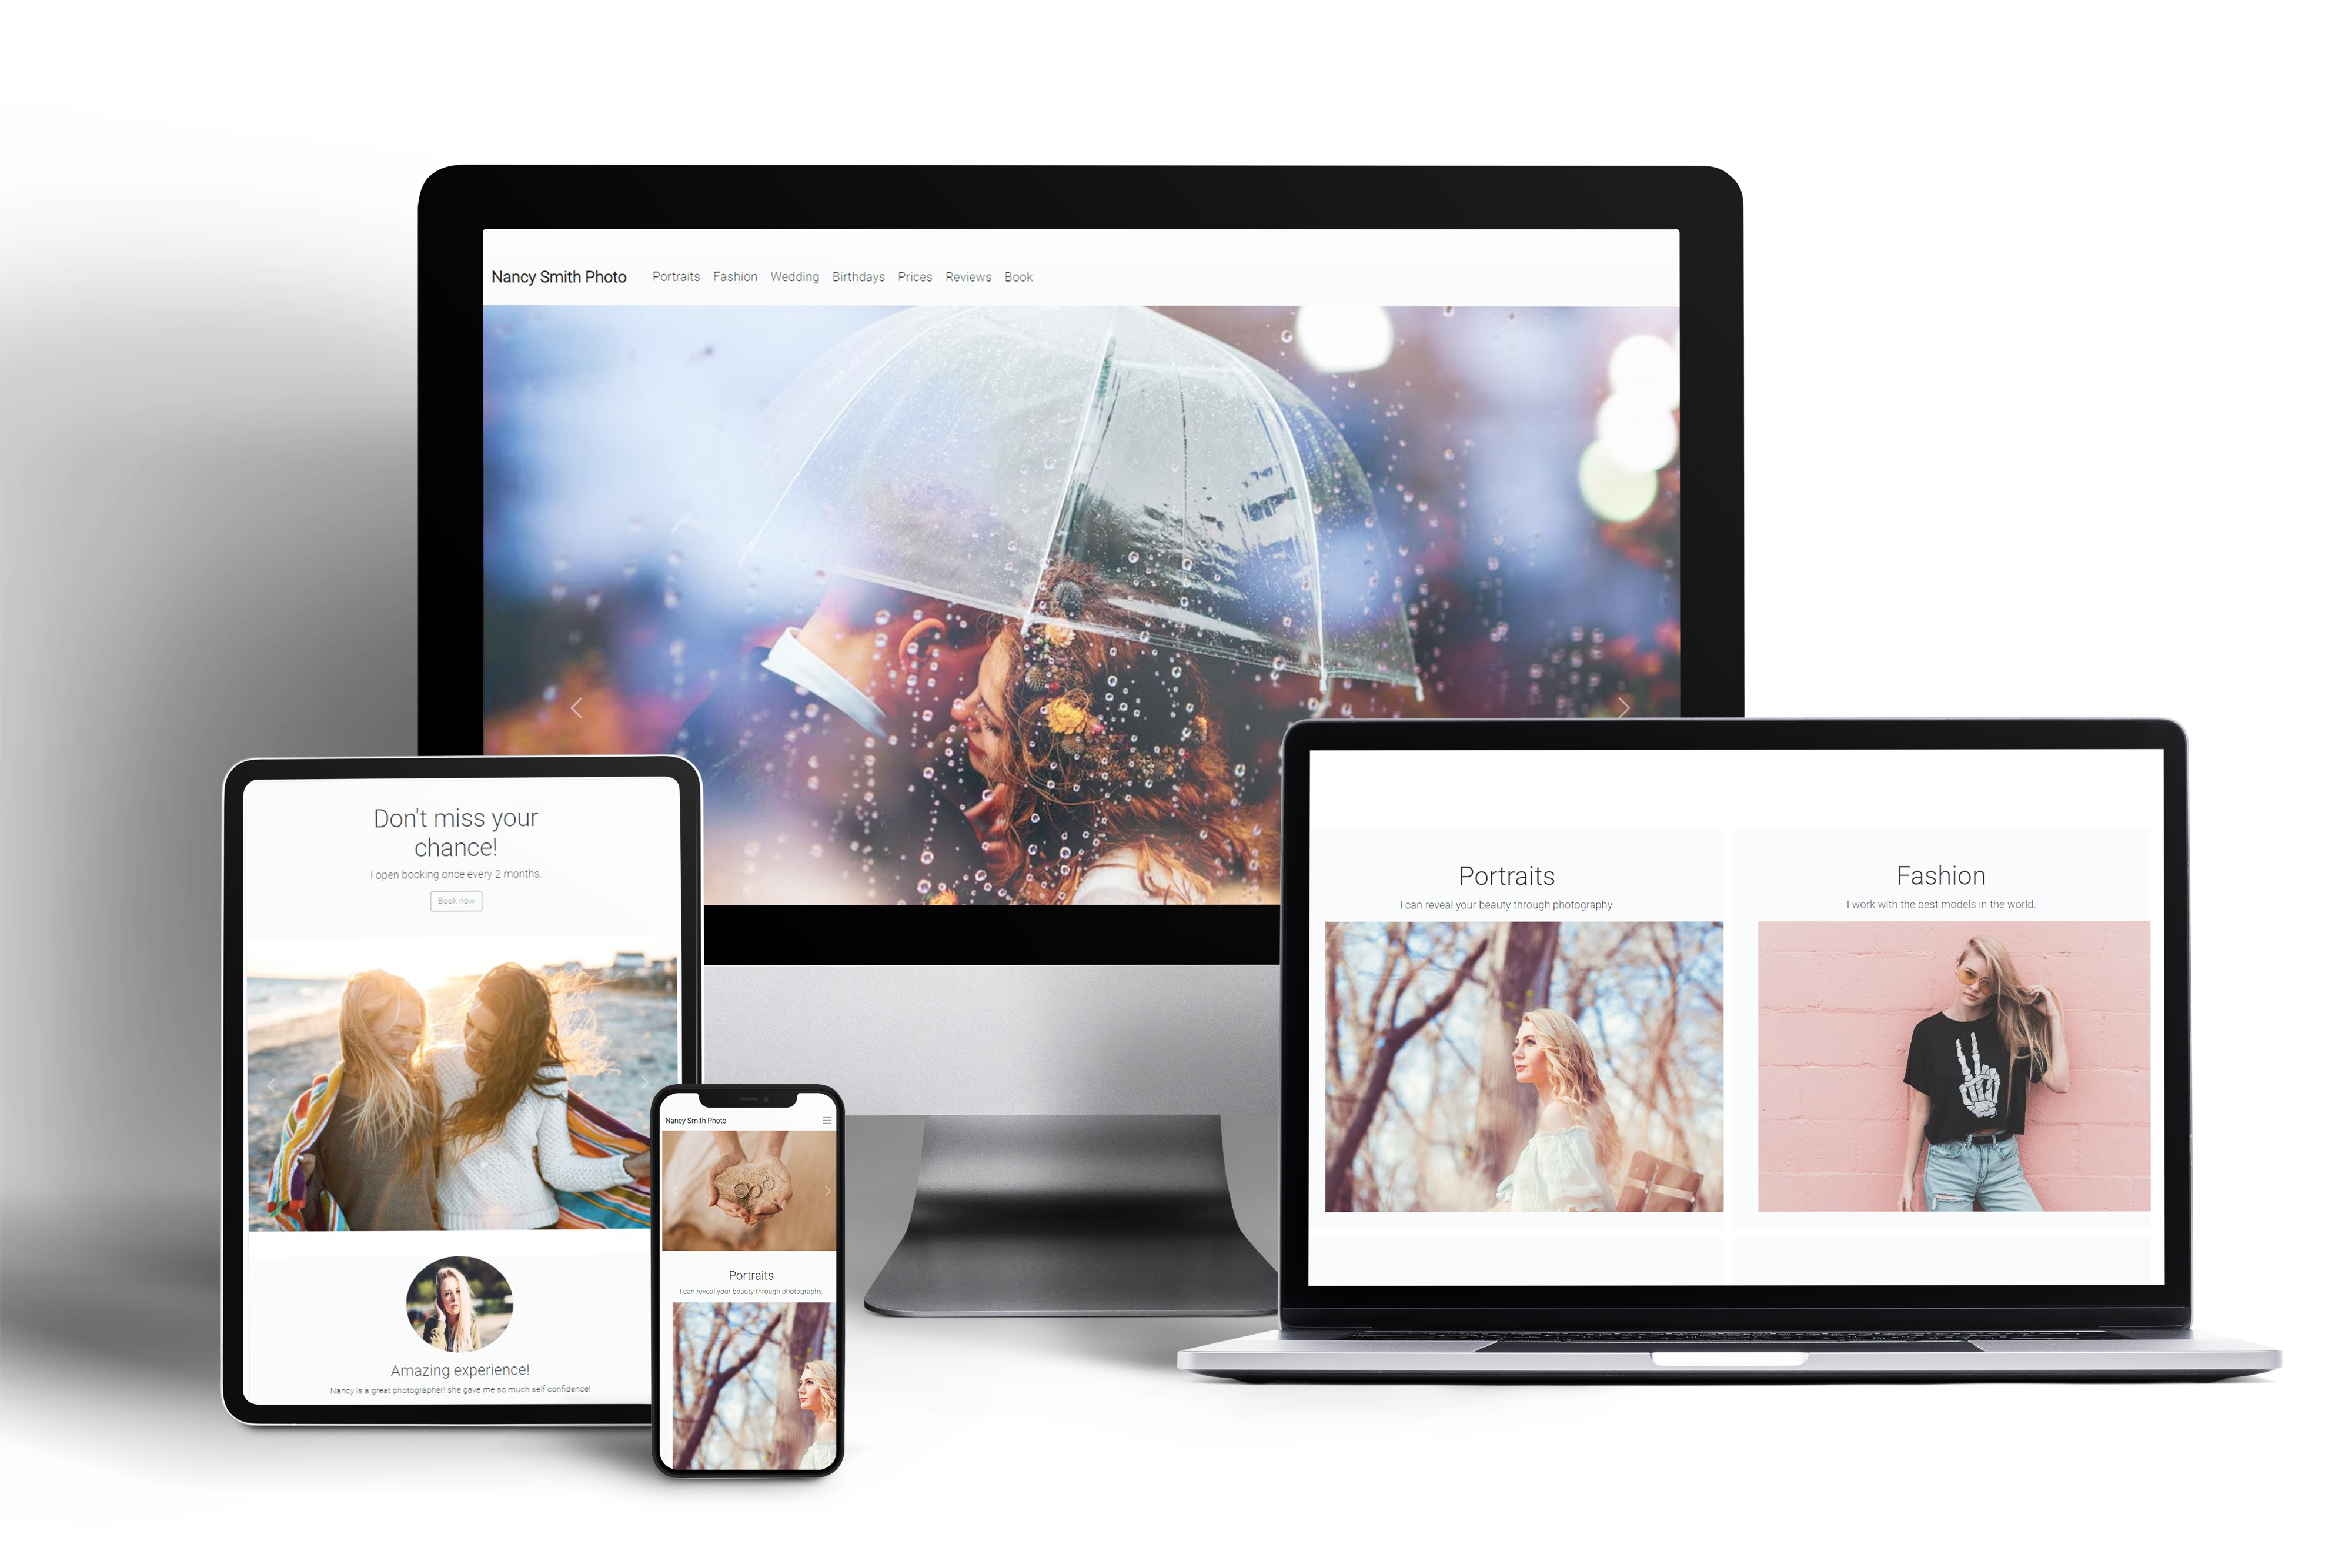 Nancy Smith Photo Portraits Fashion Wedding Birthdays Prices Reviews Book
Don't miss your
chance!
I open booking once every 2 months.
Book now
Amazing experience!
Nancy is a great photographer! she gave me so much self confidence!
Nancy Smith Photo
Portraits
I can reveal your beauty through photography.
Portraits
I can reveal your beauty through photography.
Fashion
I work with the best models in the world.